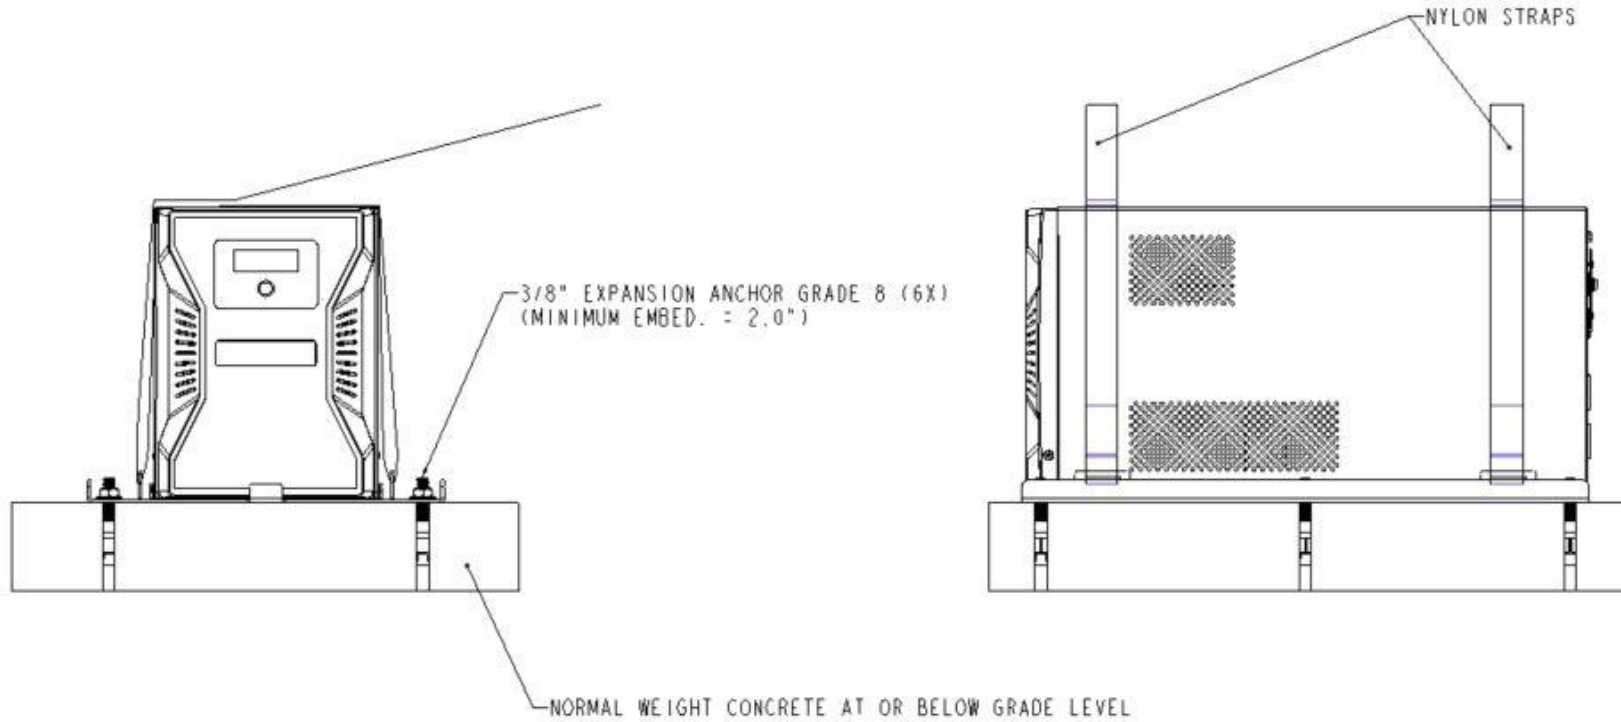 NYLON STRAPS
3/8" EXPANSION ANCHOR GRADE 8 (6X)
(MINIMUM EMBED. = 2.0")
NORMAL WEIGHT CONCRETE AT OR BELOW GRADE LEVEL